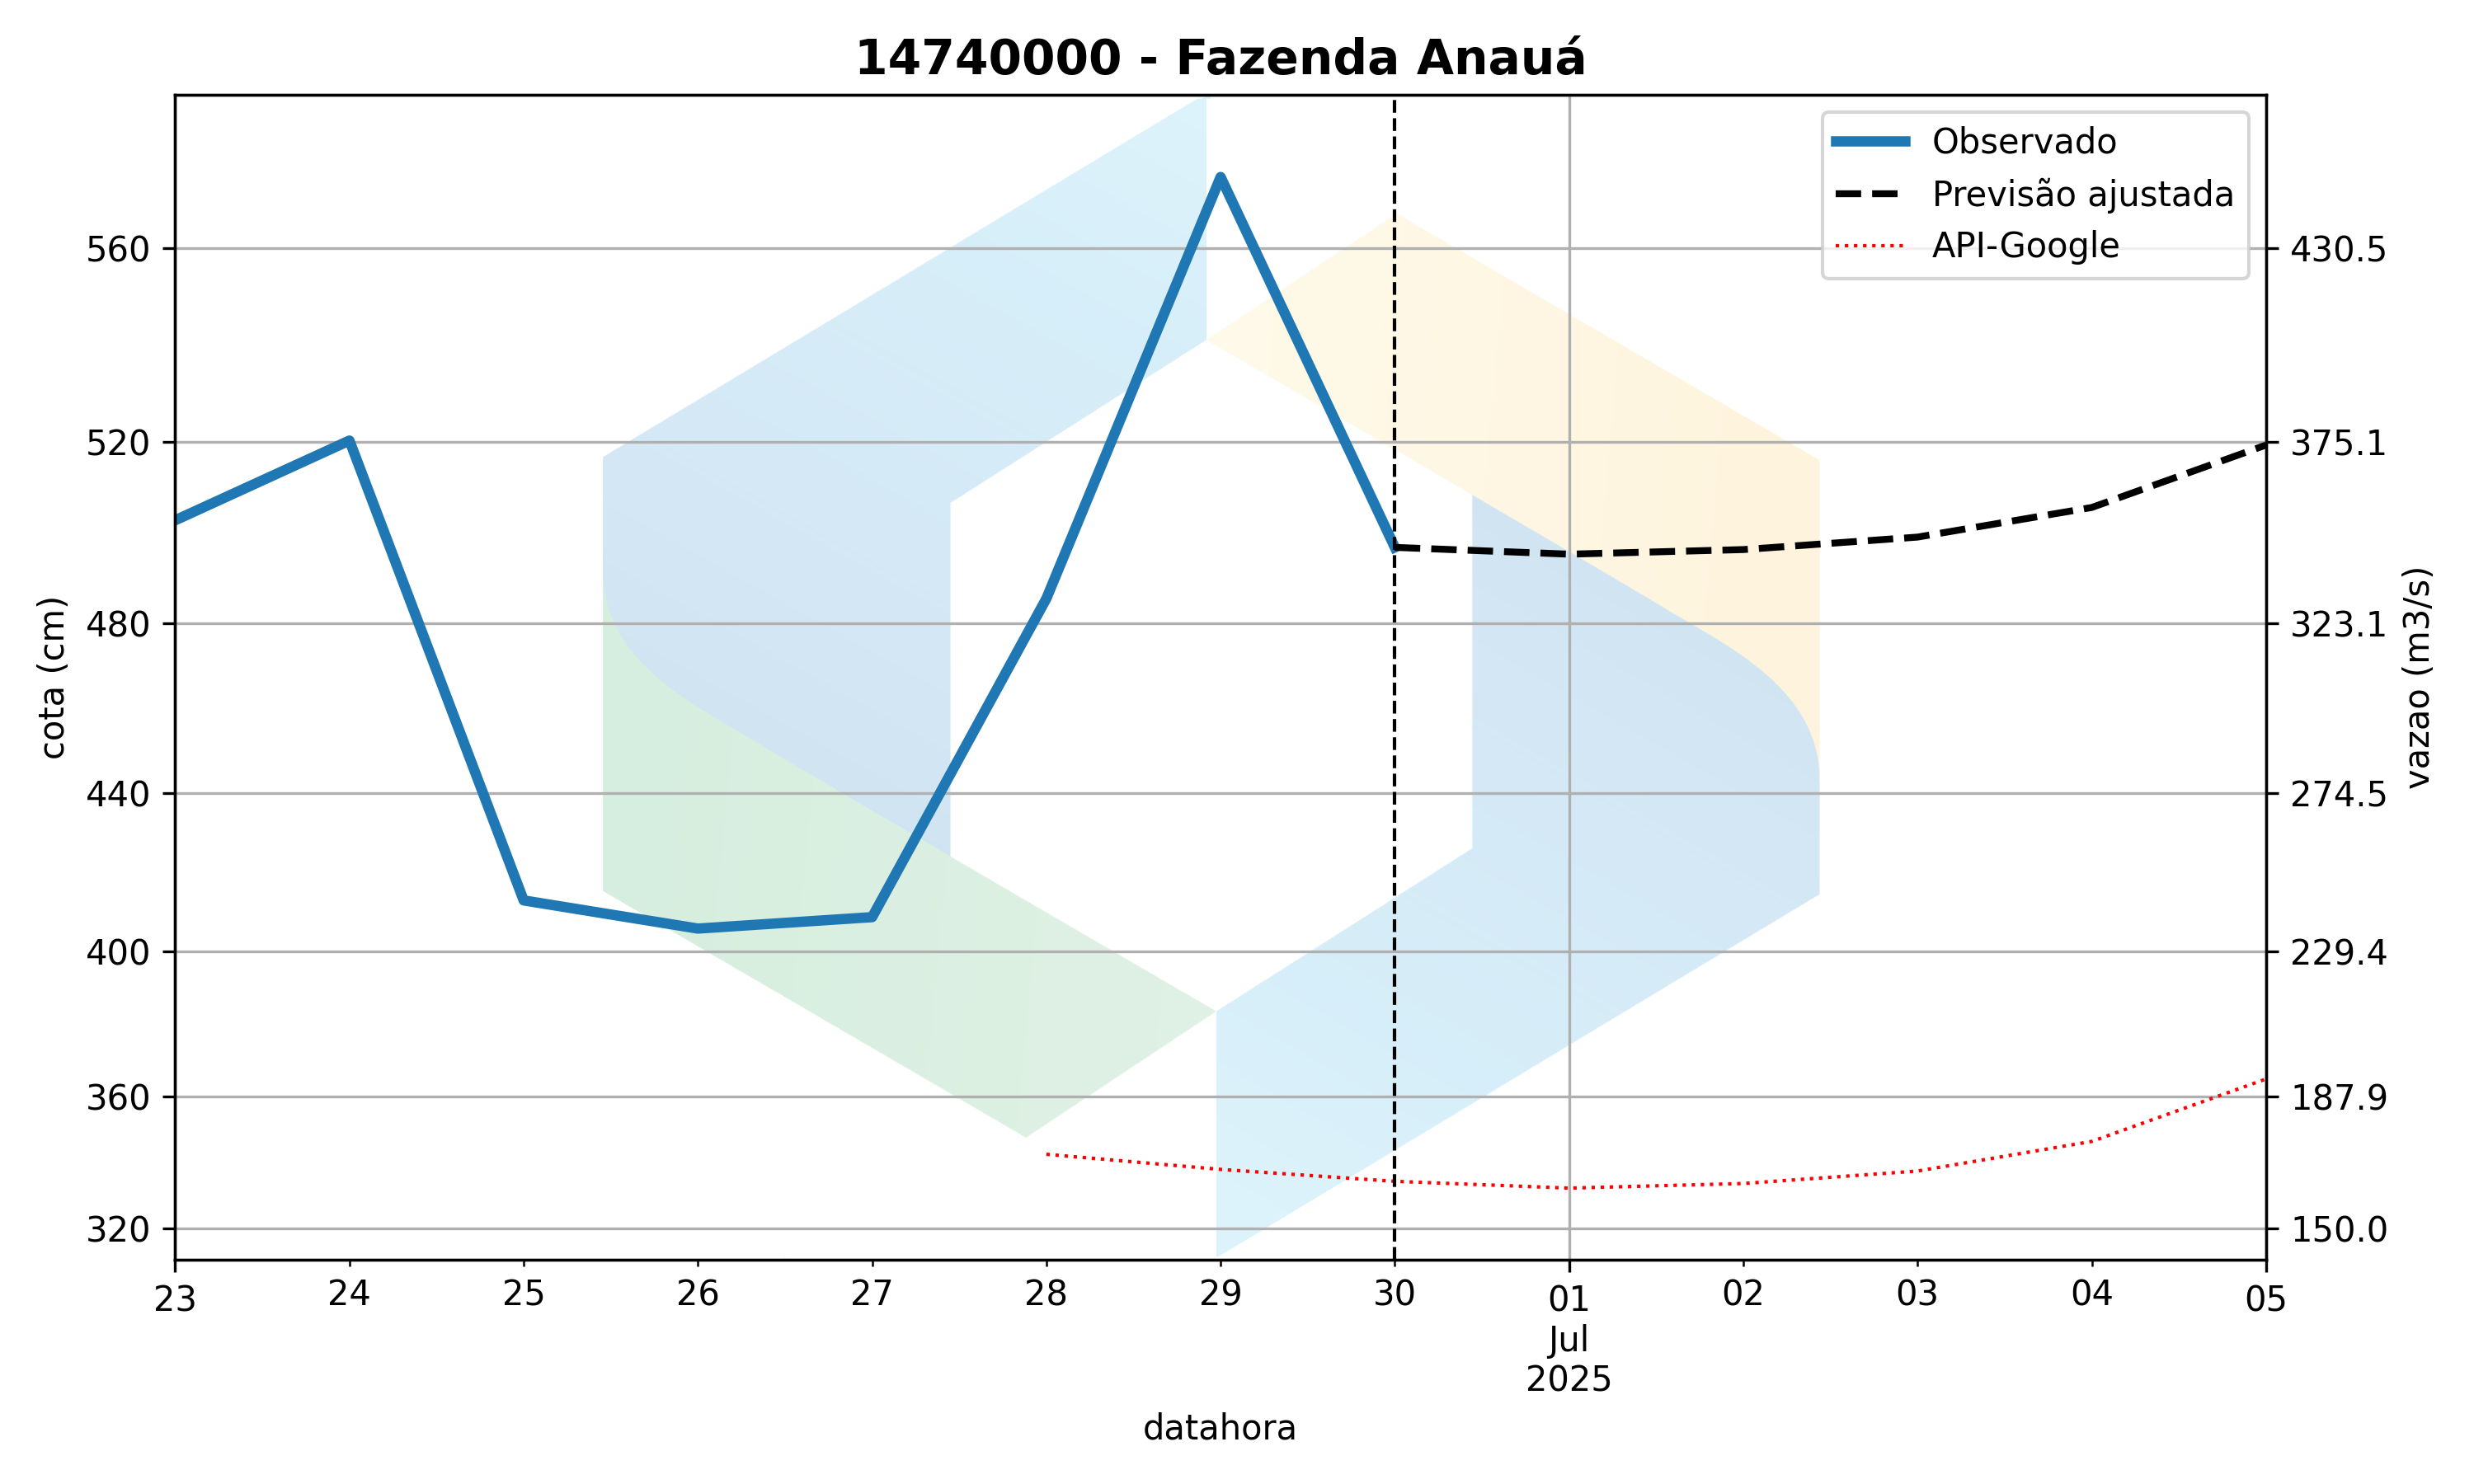 14740000 - Fazenda Anauá
Observado
Previsão ajustada
API-Google
560
520
480
440
400
360
320
cota (cm)
430.5
375.1
323.1
274.5
229.4
187.9
150.0
vazao (m3/s)
23 24 25 26 27 28 29 30 01 02 03 04 05
Jul
2025
datahora